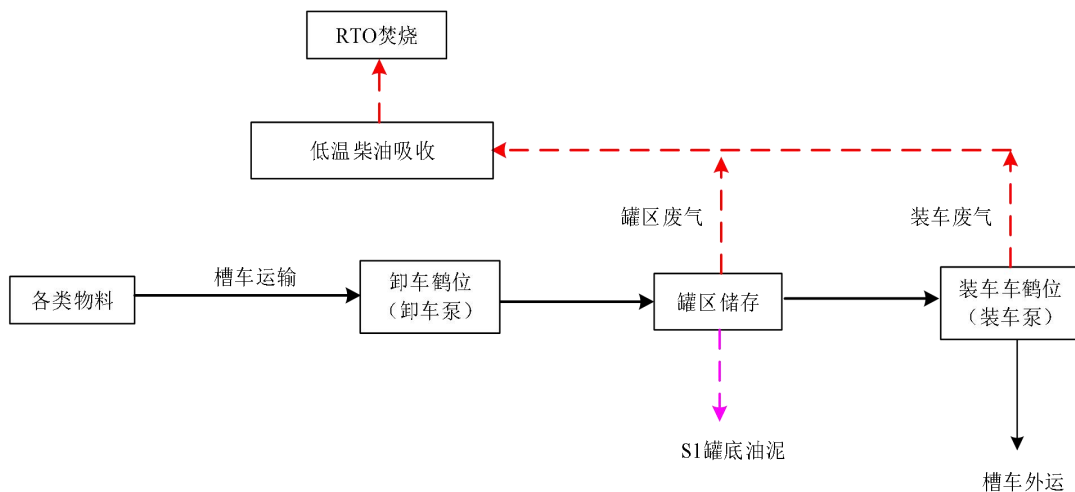 RTO焚烧
低温柴油吸收
罐区废气
装车废气
槽车运输
各类物料
卸车鹤位
（卸车泵）
罐区储存
装车车鹤位
（装车泵）
S1罐底油泥
槽车外运